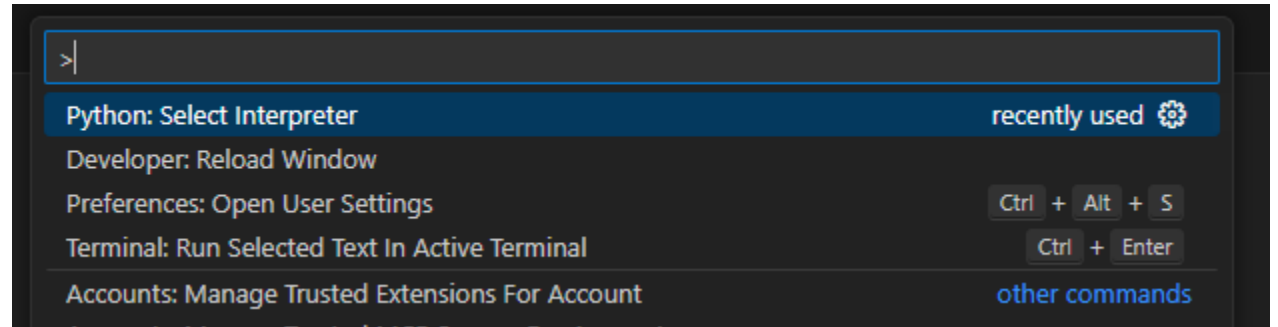 >
Python: Select Interpreter recently used
Developer: Reload Window
Preferences: Open User Settings Ctrl + Alt + S
Terminal: Run Selected Text In Active Terminal Ctrl + Enter
Accounts: Manage Trusted Extensions For Account other commands